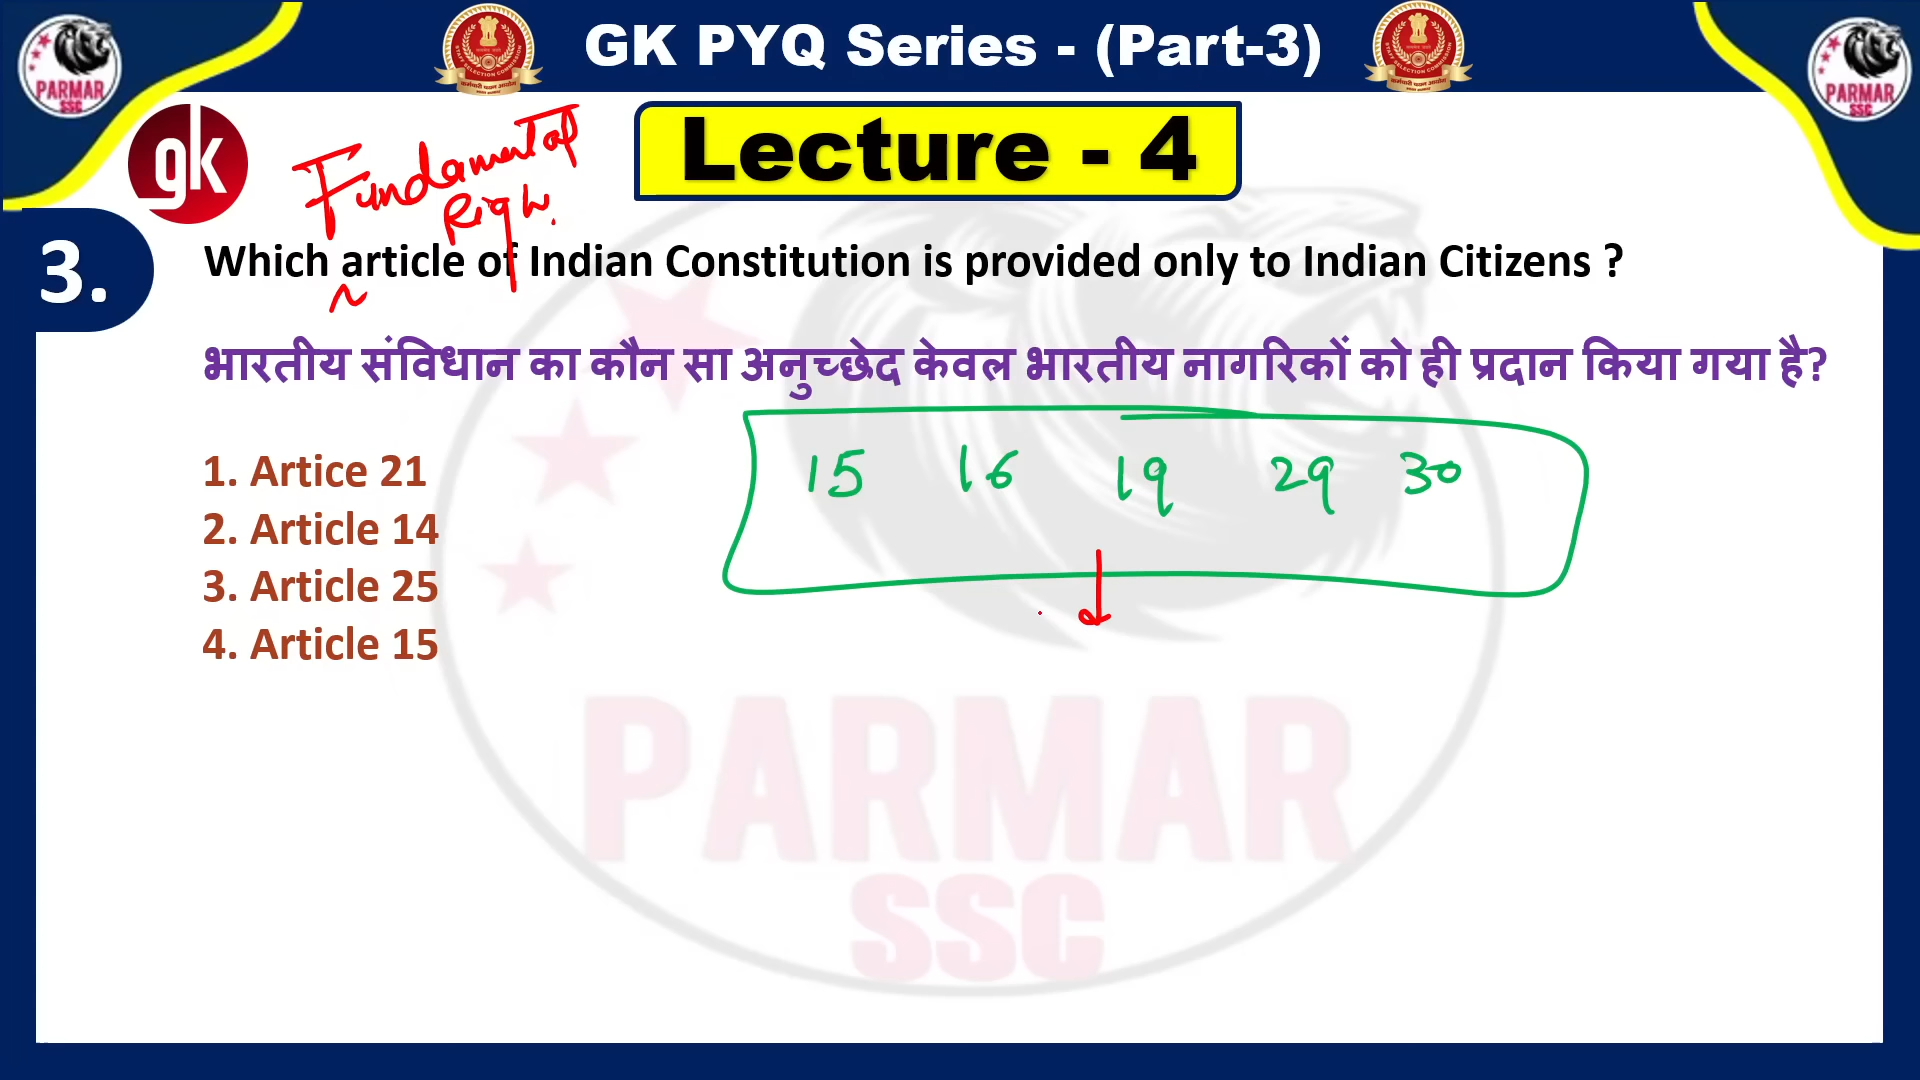 GK PYQ Series - (Part-3)
PARMAR
SSC
PARMAR
SSC
gk
Lecture - 4
Fundamental
Righ.
3.
Which article of Indian Constitution is provided only to Indian Citizens ?
भारतीय संविधान का कौन सा अनुच्छेद केवल भारतीय नागरिकों को ही प्रदान किया गया है?
15 16 19 29 30
1. Artice 21
2. Article 14
3. Article 25
4. Article 15
PARMAR
SSC